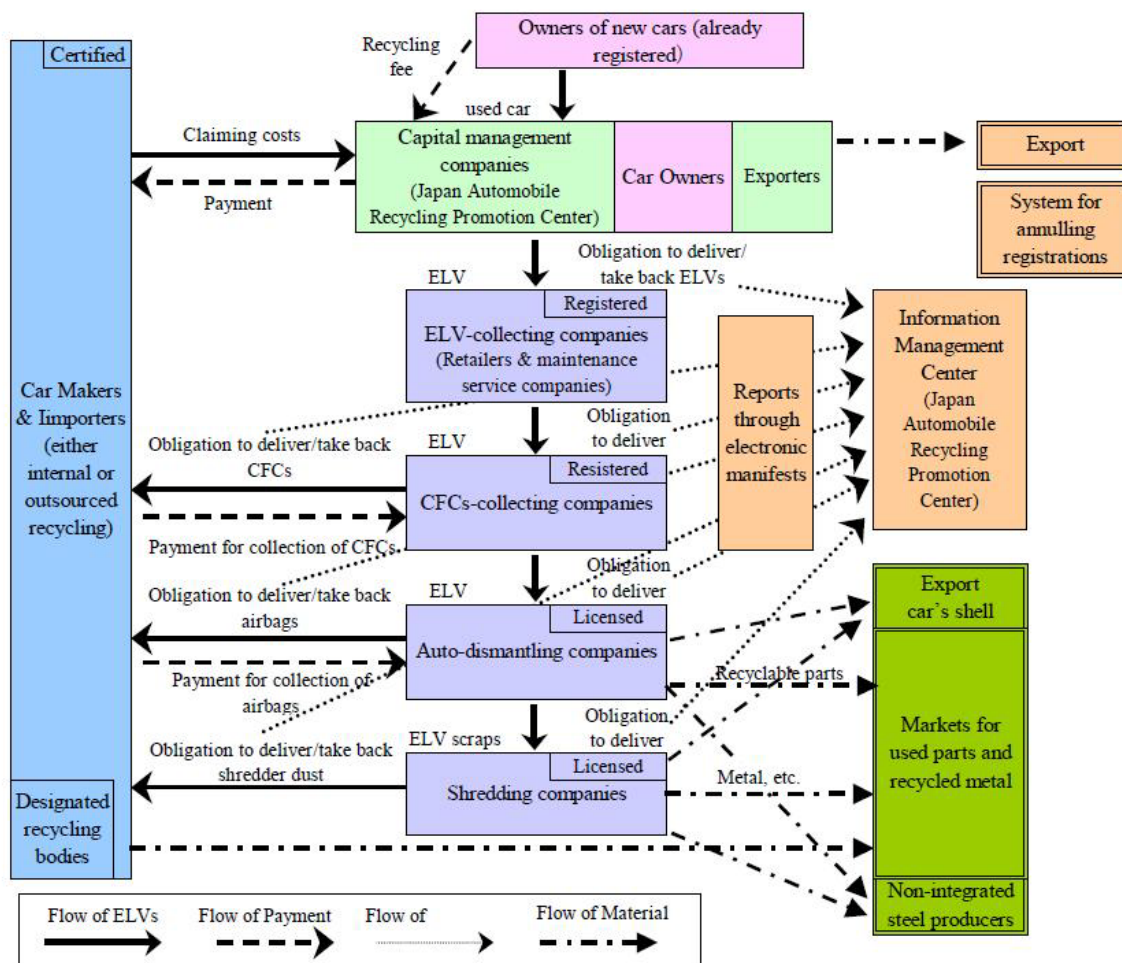 Certified
Recycling
fee
Owners of new cars (already
registered)
used car
Claiming costs
Payment
Capital management
companies
(Japan Automobile
Recycling Promotion Center)
Car Owners
Exporters
Export
System for
annulling
registrations
ELV
Obligation to deliver/
take back ELVs
Registered
ELV-collecting companies
(Retailers & maintenance
service companies)
Reports
through
electronic
manifests
Information
Management
Center
(Japan
Automobile
Recycling
Promotion
Center)
Car Makers
& Iimporters
(either
internal or
outsourced
recycling)
Obligation to deliver/take back
CFCs
ELV
Obligation
to deliver
Resistered
CFCs-collecting companies
Payment for collection of CFCs
Obligation to deliver/take back
airbags
ELV
Obligation
to deliver
Licensed
Auto-dismantling companies
Export
car's shell
Payment for collection of
airbags
Recyclable parts
Obligation to deliver/take back
shredder dust
ELV scraps
Obligation
to deliver
Licensed
Shredding companies
Metal, etc.
Markets for
used parts and
recycled metal
Designated
recycling
bodies
Non-integrated
steel producers
Flow of ELVs
Flow of Payment
Flow of
Flow of Material